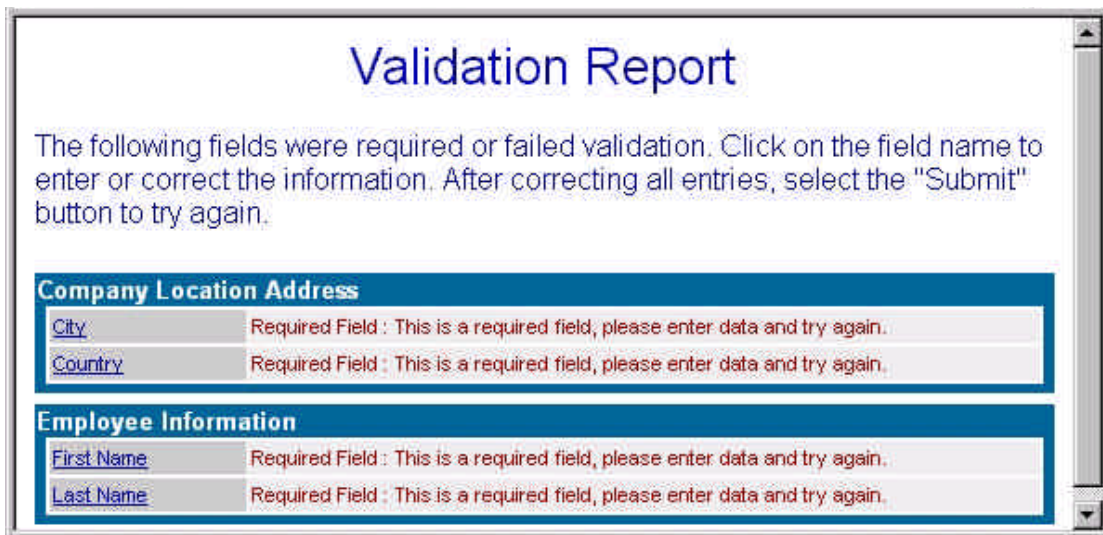 Validation Report
The following fields were required or failed validation. Click on the field name to
enter or correct the information. After correcting all entries, select the "Submit"
button to try again.
Company Location Address
City Required Field : This is a required field, please enter data and try again.
Country Required Field : This is a required field, please enter data and try again.
Employee Information
First Name Required Field : This is a required field, please enter data and try again.
Last Name Required Field : This is a required field, please enter data and try again.